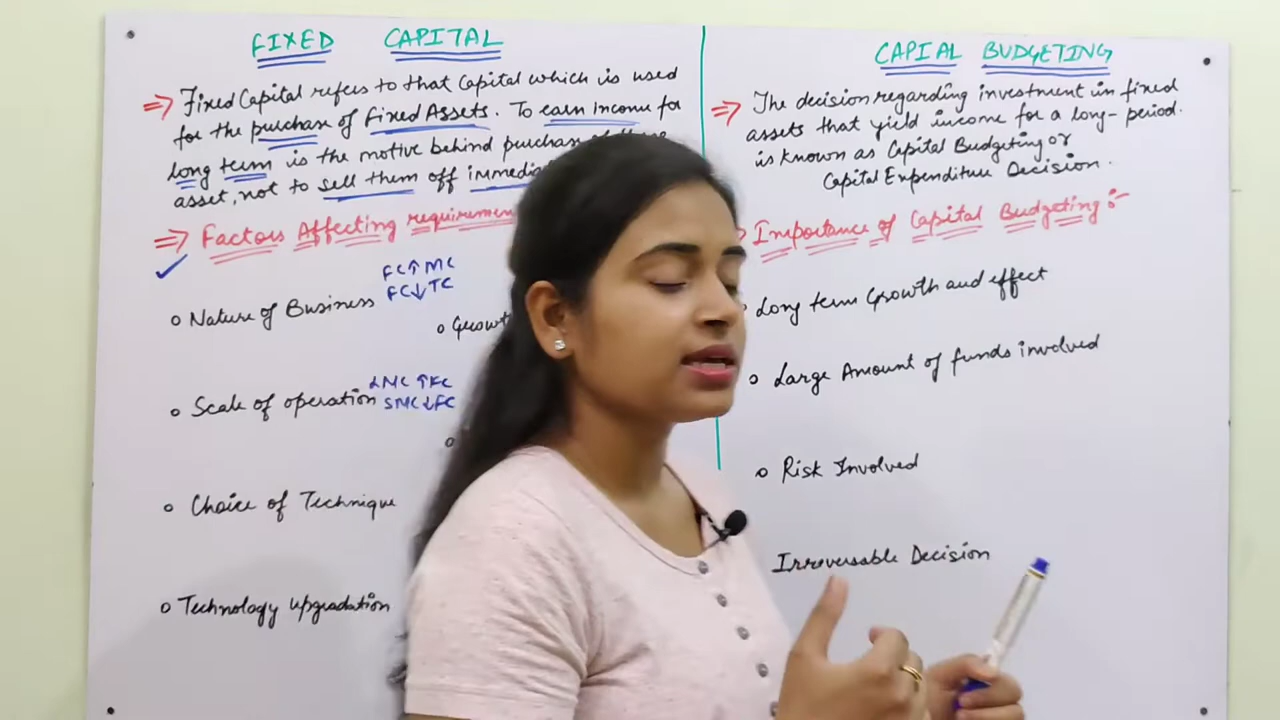 FIXED CAPITAL
⇒ Fixed Capital refers to that Capital which is used
for the purchase of Fixed Assets. To earn Income for
long term is the motive behind purchase
asset, not to sell them off
⇒ Factors Affecting
✓
o Nature of Business
FC↑MC
FC↓TC
o Scale of operation
LMC ↑FC
SMC↓FC
o Choice of Technique
o Technology upgradation
CAPIAL BUDGETING
⇒ The decision regarding investment in fixed
assets that yield income for a long-period.
is known as Capital Budgeting or
Capital Expenditure Decision.
Importance of Capital Budgeting :-
Long term Growth and effect
o Large Amount of funds involved
o Risk Involved
Irreversable Decision